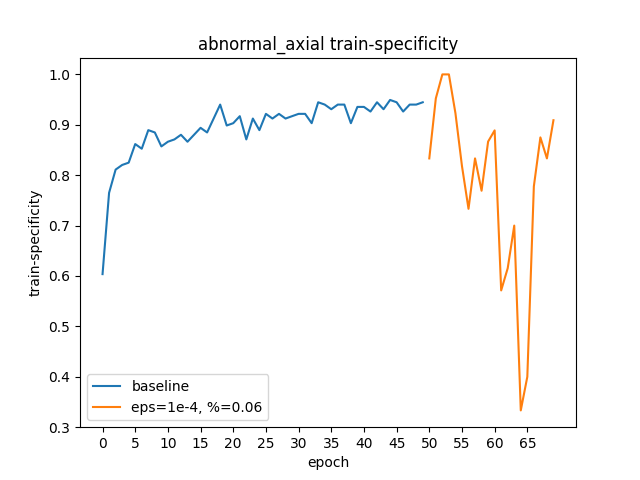 abnormal_axial train-specificity
train-specificity
1.0
0.9
0.8
0.7
0.6
0.5
0.4
0.3
baseline
eps=1e-4, %=0.06
0 5 10 15 20 25 30 35 40 45 50 55 60 65
epoch